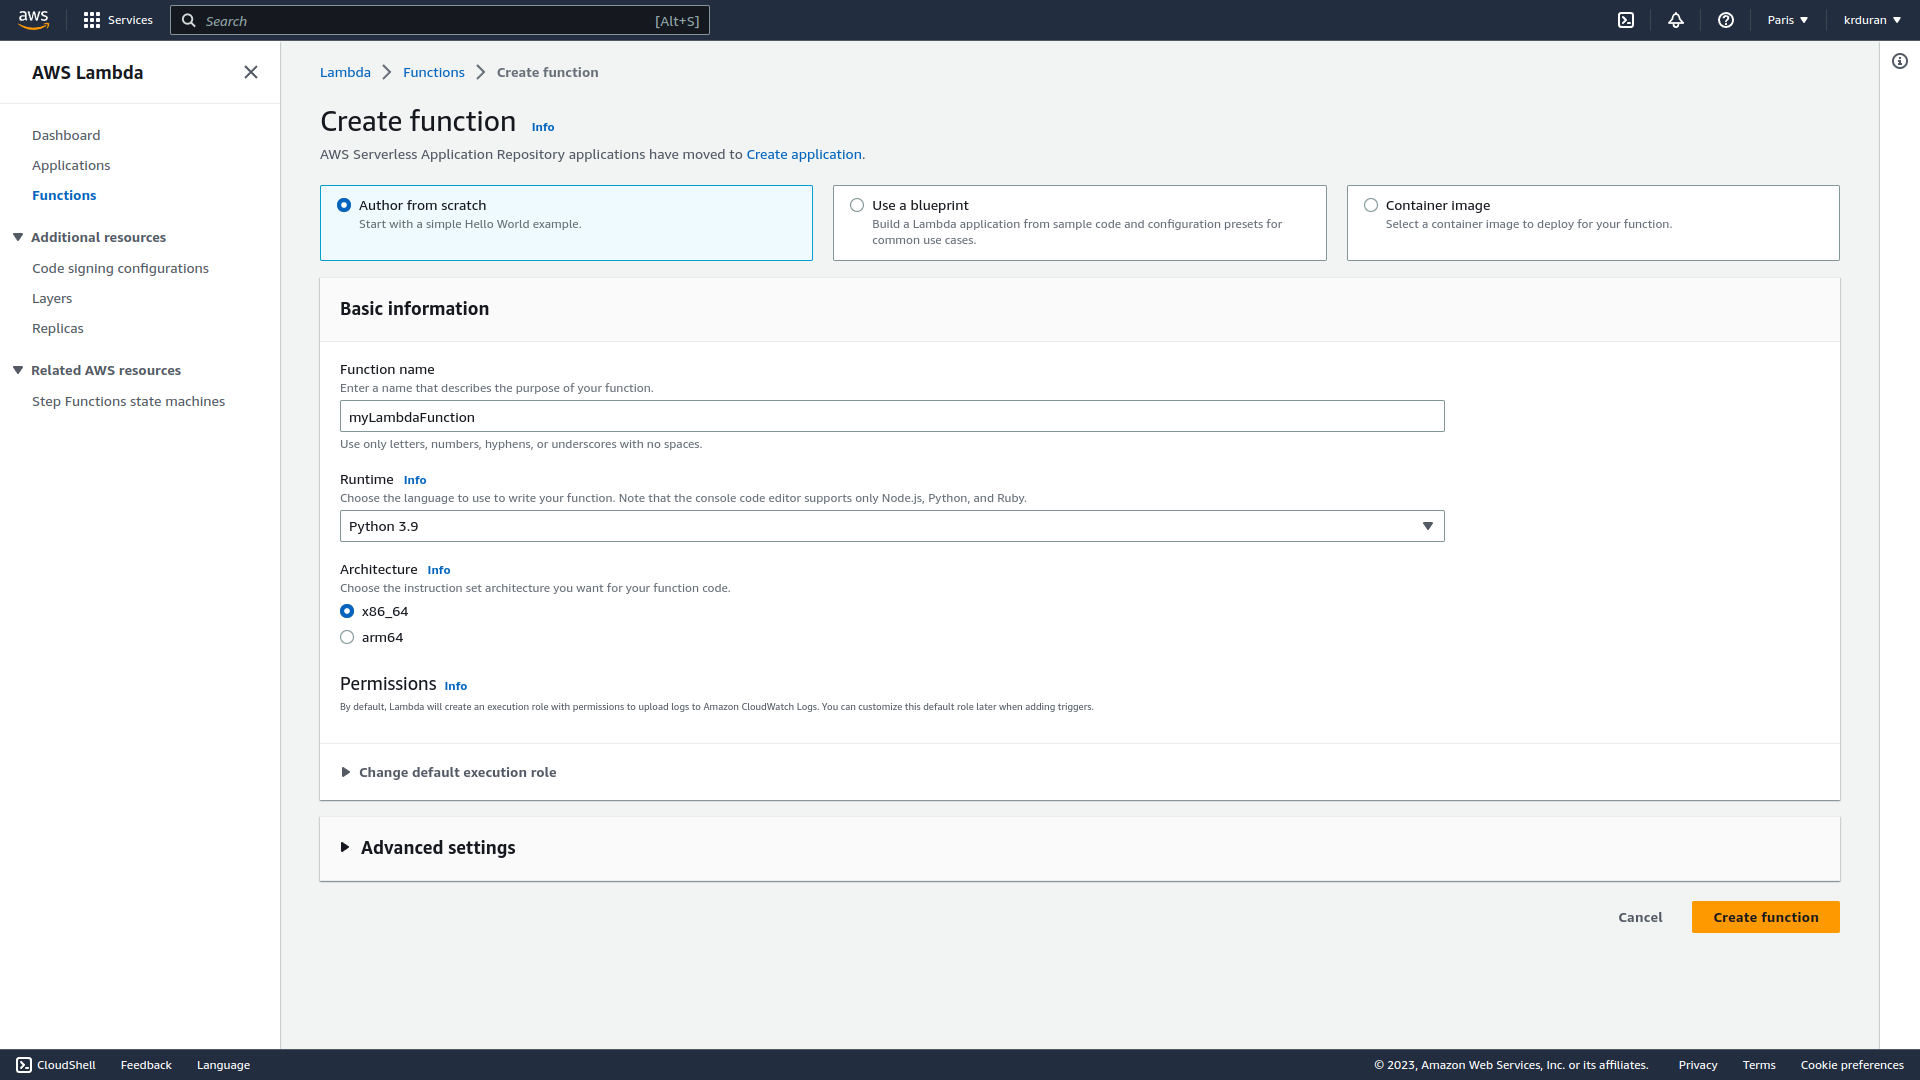 aws
Services
Search
[Alt+S]
Paris
krduran
AWS Lambda
Dashboard
Applications
Functions
Additional resources
Code signing configurations
Layers
Replicas
Related AWS resources
Step Functions state machines
Lambda
Functions
Create function
Create function Info
AWS Serverless Application Repository applications have moved to Create application.
Author from scratch
Start with a simple Hello World example.
Use a blueprint
Build a Lambda application from sample code and configuration presets for
common use cases.
Container image
Select a container image to deploy for your function.
Basic information
Function name
Enter a name that describes the purpose of your function.
myLambdaFunction
Use only letters, numbers, hyphens, or underscores with no spaces.
Runtime Info
Choose the language to use to write your function. Note that the console code editor supports only Node.js, Python, and Ruby.
Python 3.9
Architecture Info
Choose the instruction set architecture you want for your function code.
x86_64
arm64
Permissions Info
By default, Lambda will create an execution role with permissions to upload logs to Amazon CloudWatch Logs. You can customize this default role later when adding triggers.
Change default execution role
Advanced settings
Cancel
Create function
CloudShell
Feedback
Language
© 2023, Amazon Web Services, Inc. or its affiliates.
Privacy
Terms
Cookie preferences